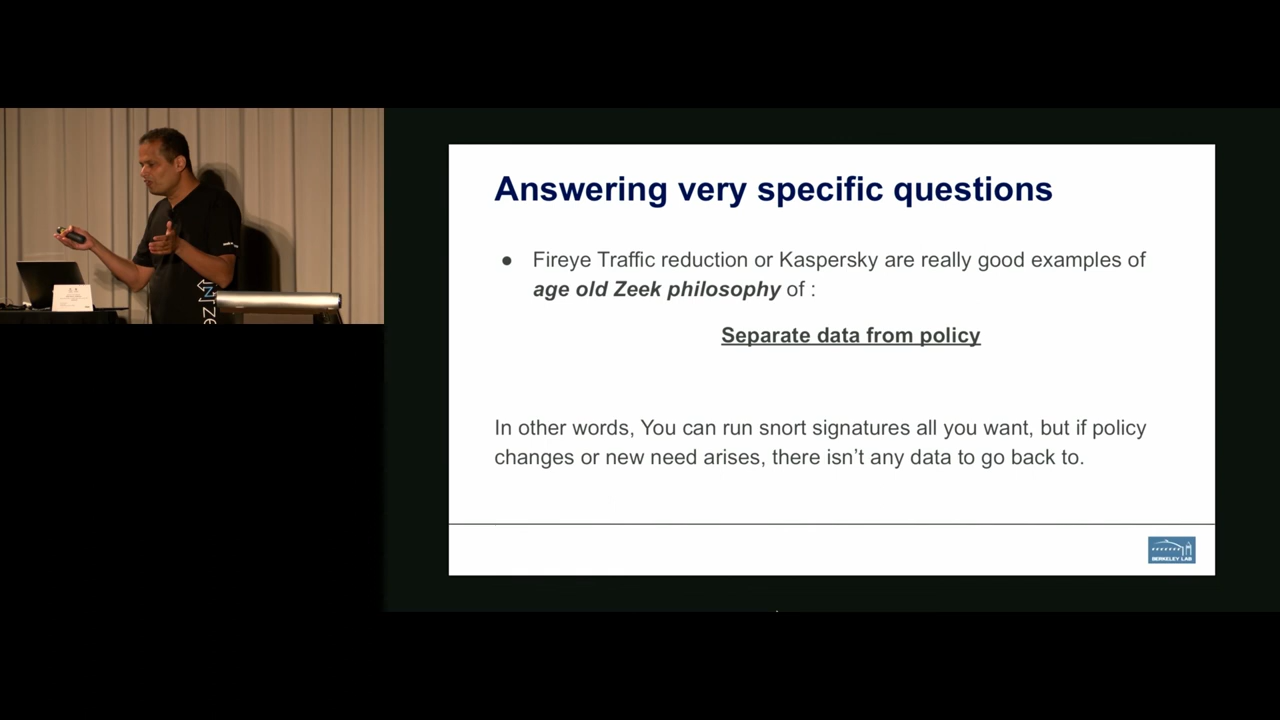 Answering very specific questions
● Fireye Traffic reduction or Kaspersky are really good examples of
age old Zeek philosophy of :
Separate data from policy
In other words, You can run snort signatures all you want, but if policy
changes or new need arises, there isn’t any data to go back to.
BERKELEY LAB